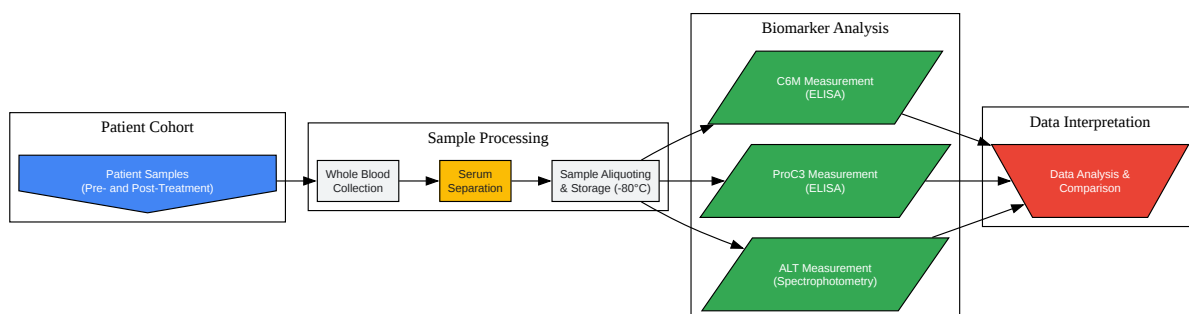 Patient Cohort
Patient Samples
(Pre- and Post-Treatment)
Sample Processing
Whole Blood
Collection
Serum
Separation
Sample Aliquoting
& Storage (-80°C)
Biomarker Analysis
C6M Measurement
(ELISA)
ProC3 Measurement
(ELISA)
ALT Measurement
(Spectrophotometry)
Data Interpretation
Data Analysis &
Comparison